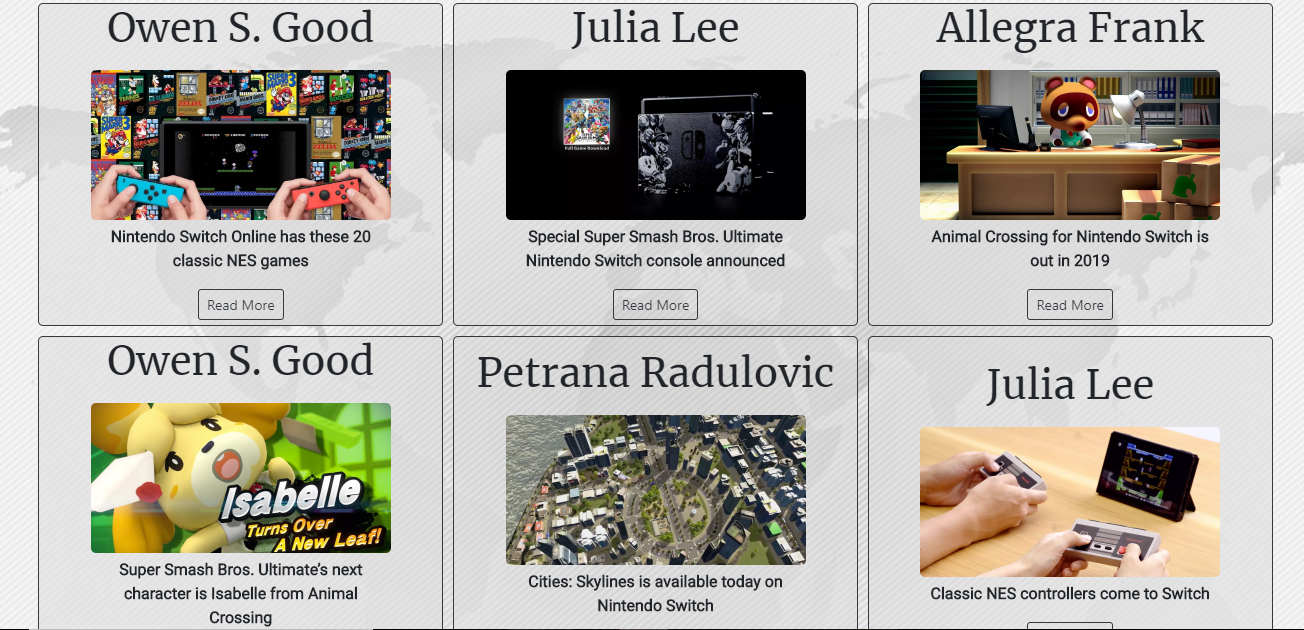 Owen S. Good
Nintendo Switch Online has these 20
classic NES games
Read More
Julia Lee
Full Game Download
Special Super Smash Bros. Ultimate
Nintendo Switch console announced
Read More
Allegra Frank
Animal Crossing for Nintendo Switch is
out in 2019
Read More
Owen S. Good
Isabelle
Turns Over
A New Leaf!
Super Smash Bros. Ultimate’s next
character is Isabelle from Animal
Crossing
Petrana Radulovic
Cities: Skylines is available today on
Nintendo Switch
Julia Lee
Classic NES controllers come to Switch